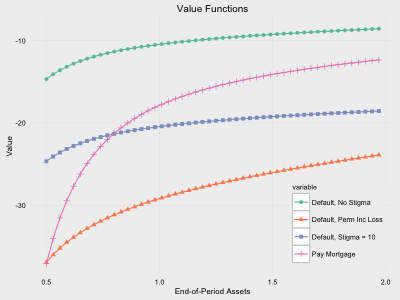 Value Functions
-10
-20
-30
Value
0.5
1.0
1.5
2.0
End-of-Period Assets
variable
Default, No Stigma
Default, Perm Inc Loss
Default, Stigma = 10
Pay Mortgage